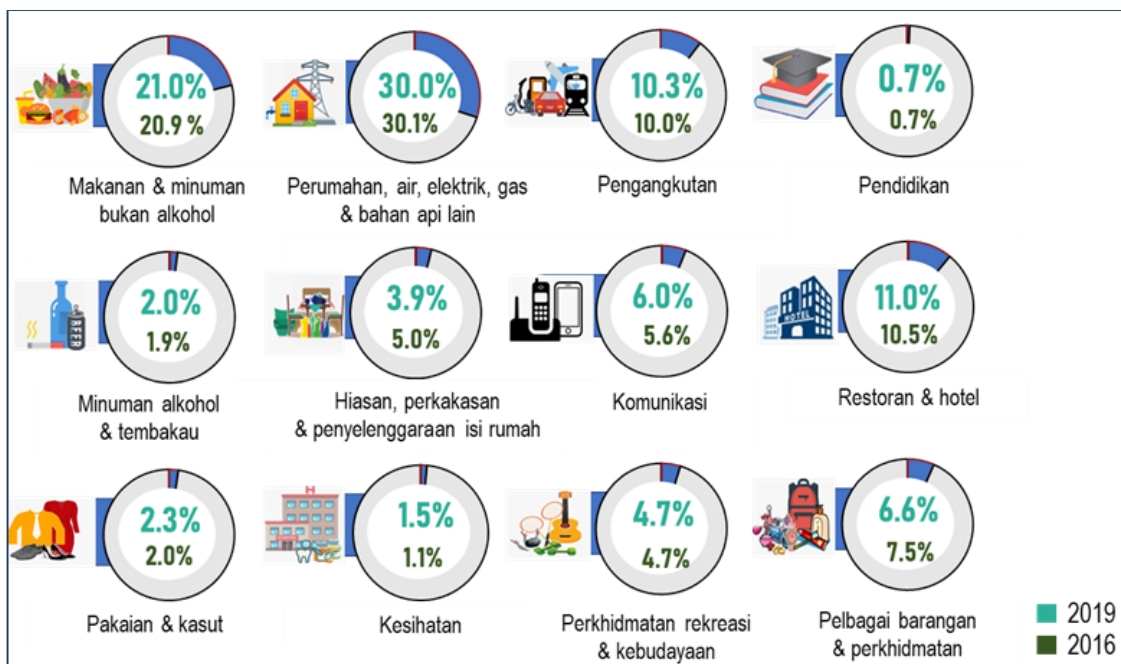 21.0%
20.9 %
Makanan & minuman
bukan alkohol
30.0%
30.1%
Perumahan, air, elektrik, gas
& bahan api lain
10.3%
10.0%
Pengangkutan
0.7%
0.7%
Pendidikan
BEER
2.0%
1.9%
Minuman alkohol
& tembakau
3.9%
5.0%
Hiasan, perkakasan
& penyelenggaraan isi rumah
6.0%
5.6%
Komunikasi
HOTEL
11.0%
10.5%
Restoran & hotel
2.3%
2.0%
Pakaian & kasut
H
1.5%
1.1%
Kesihatan
4.7%
4.7%
Perkhidmatan rekreasi
& kebudayaan
6.6%
7.5%
Pelbagai barangan
& perkhidmatan
2019
2016